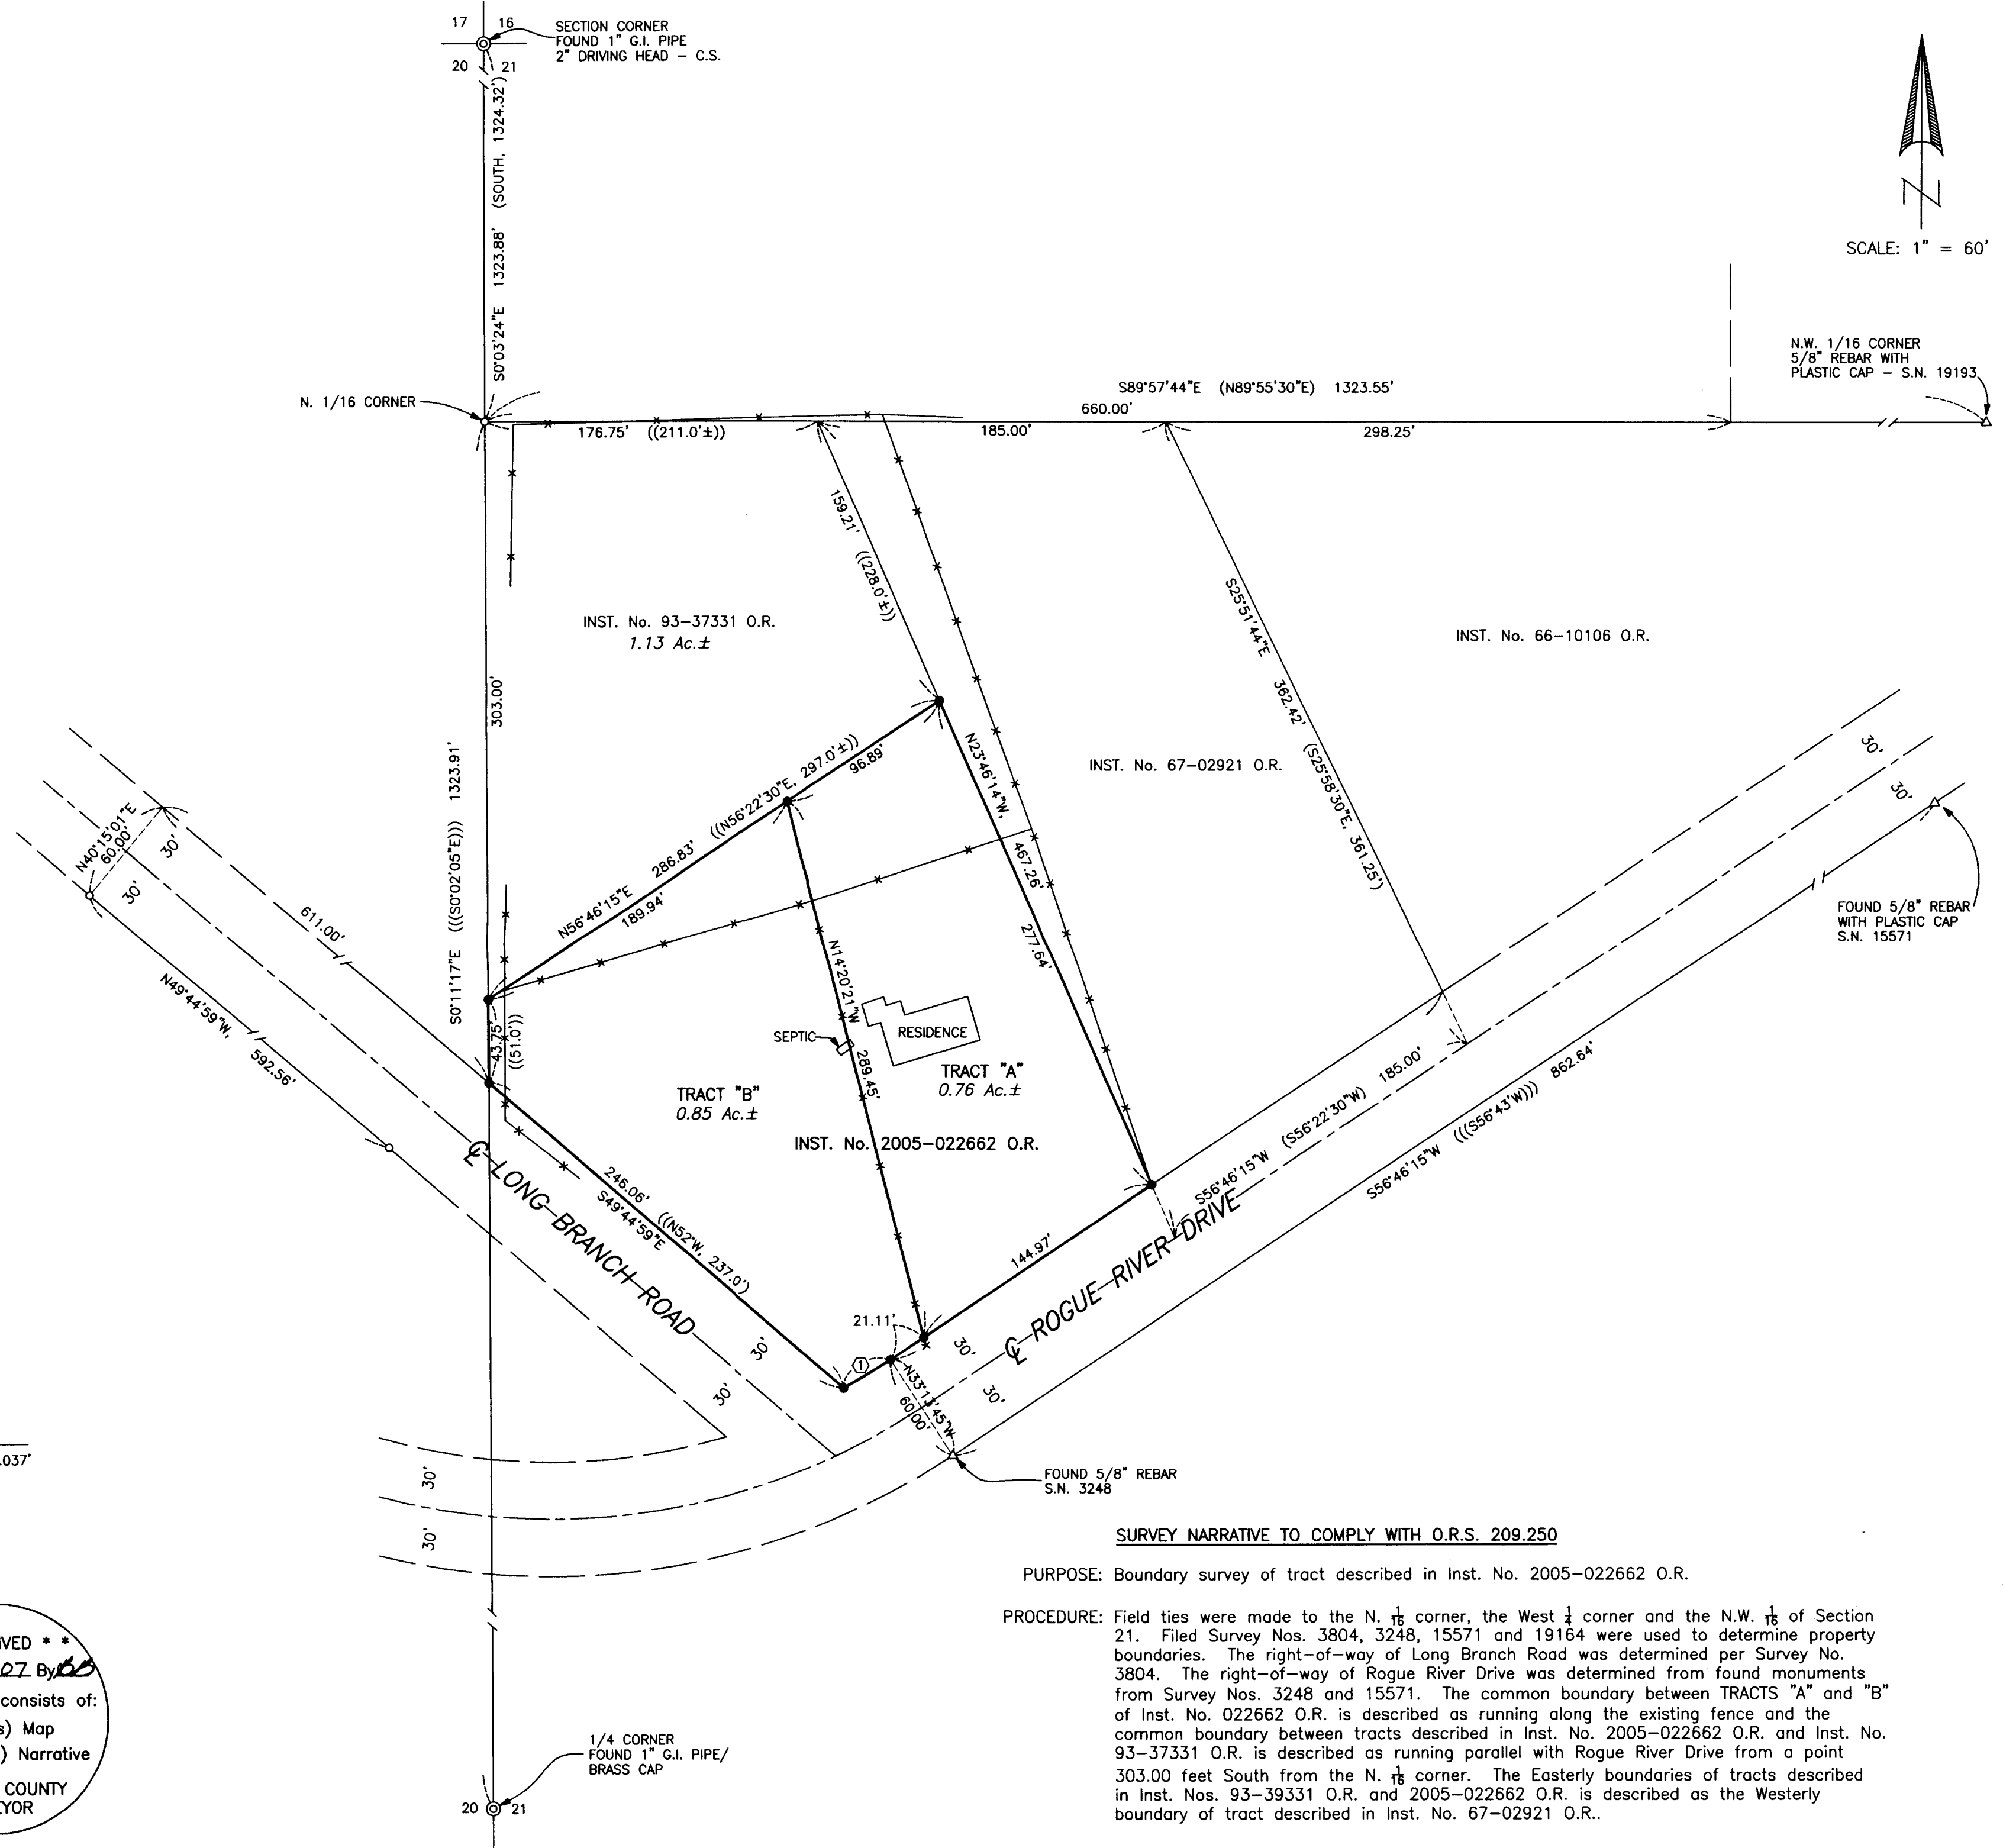 17 16
20 21
SECTION CORNER
FOUND 1" G.I. PIPE
2" DRIVING HEAD – C.S.
S0°03'24"E 1323.88' (SOUTH, 1324.32')
SCALE: 1" = 60'
N.W. 1/16 CORNER
5/8" REBAR WITH
PLASTIC CAP – S.N. 19193
N. 1/16 CORNER
S89°57'44"E (N89°55'30"E) 1323.55'
660.00'
176.75' ((211.0'±))
185.00'
298.25'
159.21' ((228.0'±))
S25°51'44"E 362.42' (S25°58'30"E, 361.25')
INST. No. 93–37331 O.R.
1.13 Ac.±
INST. No. 66–10106 O.R.
303.00'
S0°11'17"E (((S0°02'05"E))) 1323.91'
INST. No. 67–02921 O.R.
N23°46'14"W, 467.26'
277.64'
N56°46'15"E 286.83' ((N56°22'30"E, 297.0'±))
189.94'
96.89'
N40°15'01"E
60.00'
30'
30'
611.00'
N49°44'59"W, 592.56'
43.75'
((51.0'))
N14°20'21"W
289.45'
SEPTIC
RESIDENCE
TRACT "A"
0.76 Ac.±
TRACT "B"
0.85 Ac.±
INST. No. 2005–022662 O.R.
30'
30'
FOUND 5/8" REBAR
WITH PLASTIC CAP
S.N. 15571
S56°46'15"W (S56°22'30"W) 185.00'
S56°46'15"W (((S56°43'W))) 862.64'
℄ LONG BRANCH ROAD
246.06' ((N52°W, 237.0'))
S49°44'59"E
℄ ROGUE RIVER DRIVE
144.97'
21.11'
1
30'
30'
30'
30'
N33°13'45"W
60.00'
30'
30'
FOUND 5/8" REBAR
S.N. 3248
.037'
SURVEY NARRATIVE TO COMPLY WITH O.R.S. 209.250
PURPOSE: Boundary survey of tract described in Inst. No. 2005–022662 O.R.
PROCEDURE: Field ties were made to the N. 1/16 corner, the West 1/4 corner and the N.W. 1/16 of Section
21. Filed Survey Nos. 3804, 3248, 15571 and 19164 were used to determine property
boundaries. The right–of–way of Long Branch Road was determined per Survey No.
3804. The right–of–way of Rogue River Drive was determined from found monuments
from Survey Nos. 3248 and 15571. The common boundary between TRACTS "A" and "B"
of Inst. No. 022662 O.R. is described as running along the existing fence and the
common boundary between tracts described in Inst. No. 2005–022662 O.R. and Inst. No.
93–37331 O.R. is described as running parallel with Rogue River Drive from a point
303.00 feet South from the N. 1/16 corner. The Easterly boundaries of tracts described
in Inst. Nos. 93–39331 O.R. and 2005–022662 O.R. is described as the Westerly
boundary of tract described in Inst. No. 67–02921 O.R..
VED * *
07 By
consists of:
s) Map
) Narrative
COUNTY
YOR
1/4 CORNER
FOUND 1" G.I. PIPE/
BRASS CAP
20 21